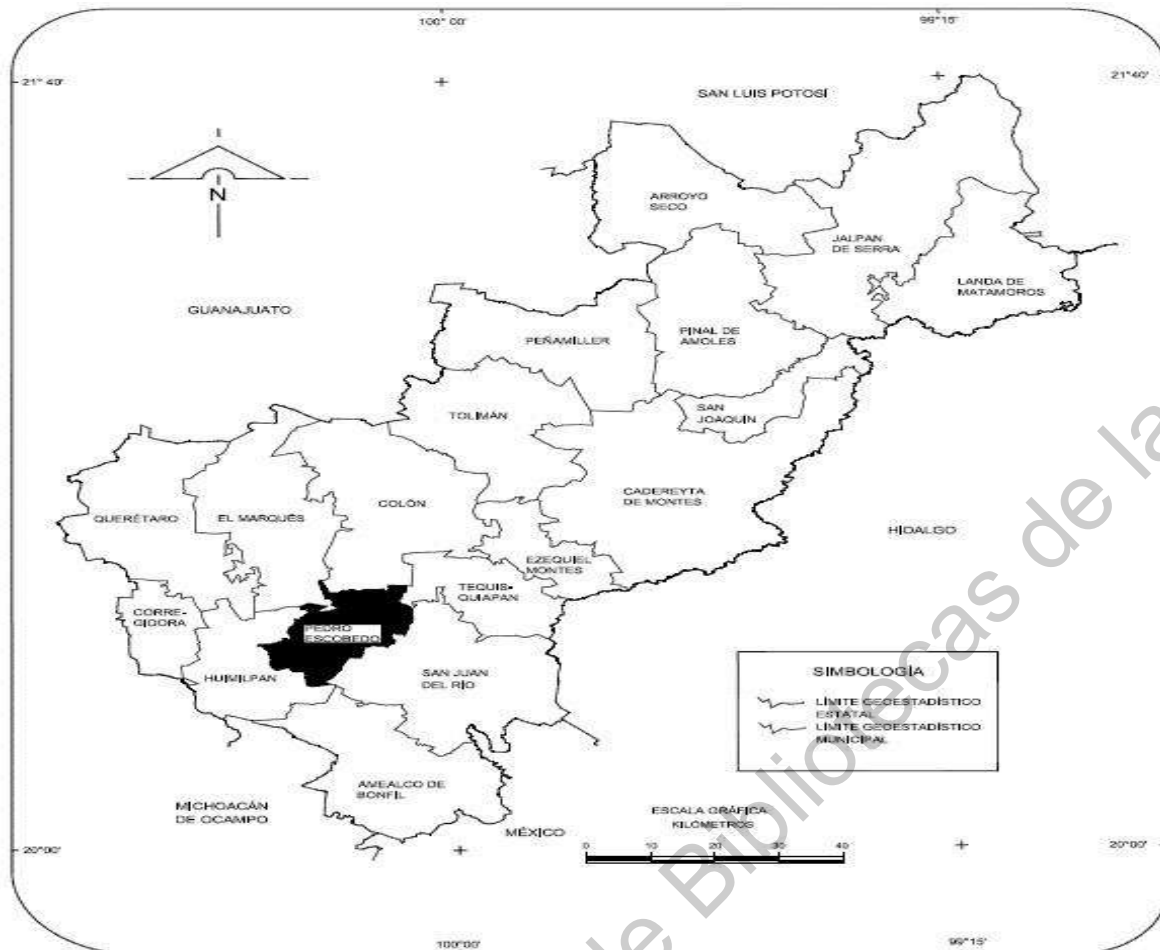 100° 00'
99°15'
21° 40'
21°40'
SAN LUIS POTOSÍ
N
ARROYO
SECO
JALPAN
DE SERRA
LANDA DE
MATAMOROS
GUANAJUATO
PEÑAMILLER
PINAL DE
AMOLES
TOLIMÁN
SAN
JOAQUÍN
CADEREYTA
DE MONTES
COLÓN
QUERÉTARO
EL MARQUÉS
HIDALGO
EZEQUIEL
MONTES
TEQUIS-
QUIAPAN
CORRE-
GIDORA
PEDRO
ESCOBEDO
HUIMILPAN
SAN JUAN
DEL RÍO
SIMBOLOGÍA
LÍMITE GEOESTADÍSTICO
ESTATAL
LÍMITE GEOESTADÍSTICO
MUNICIPAL
AMEALCO DE
BONFIL
MICHOACÁN
DE OCAMPO
MÉXICO
ESCALA GRÁFICA
KILÓMETROS
0 10 20 30 40
20°00'
20°00'
100°00'
99°15'
de Bibliotecas de la